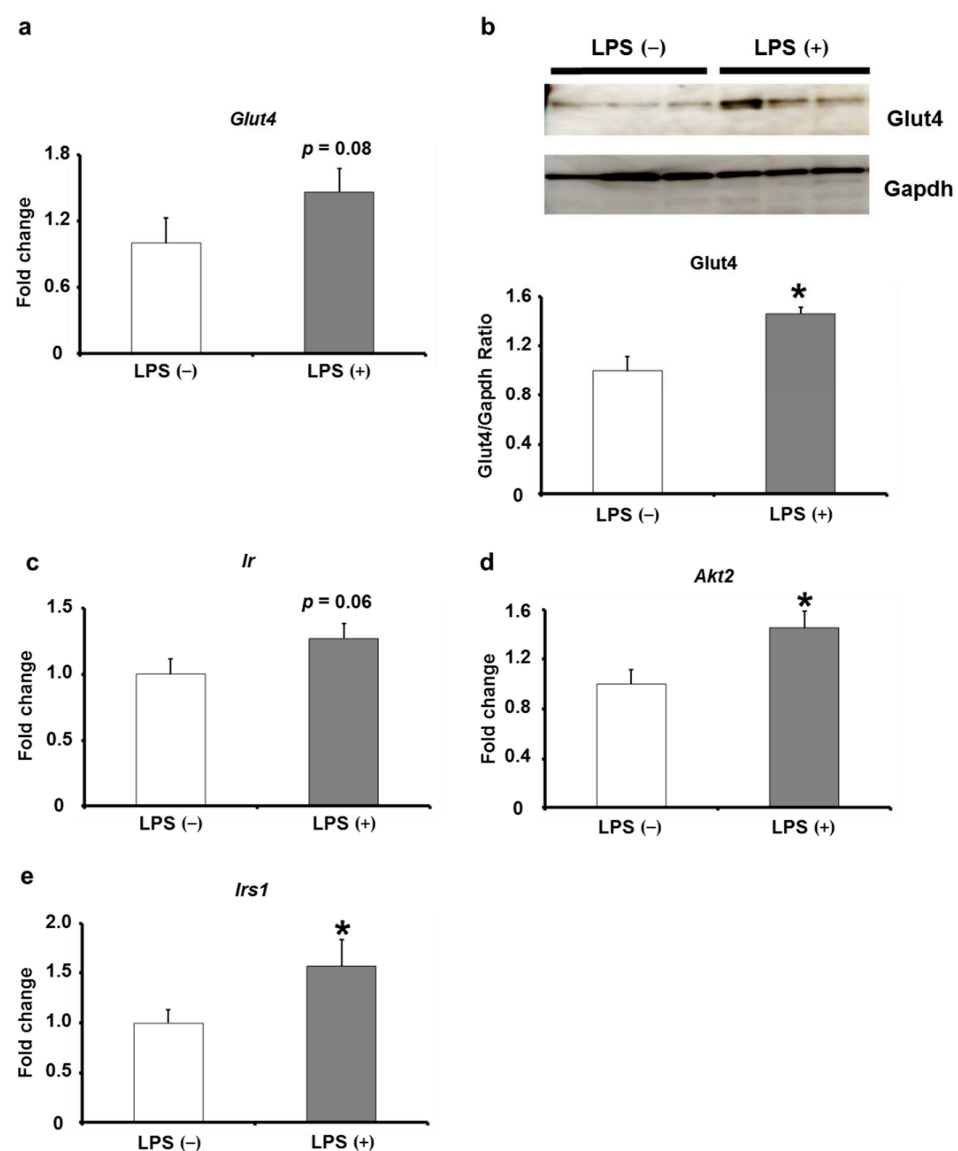 a
Glut4
p = 0.08
1.8
1.2
0.6
0
Fold change
LPS (−)
LPS (+)
b
LPS (−)
LPS (+)
Glut4
Gapdh
Glut4
*
1.6
1.2
0.8
0.4
0
Glut4/Gapdh Ratio
LPS (−)
LPS (+)
c
Ir
p = 0.06
1.5
1.0
0.5
0
Fold change
LPS (−)
LPS (+)
d
Akt2
*
1.6
1.2
0.8
0.4
0
Fold change
LPS (−)
LPS (+)
e
Irs1
*
2.0
1.5
1.0
0.5
0
Fold change
LPS (−)
LPS (+)